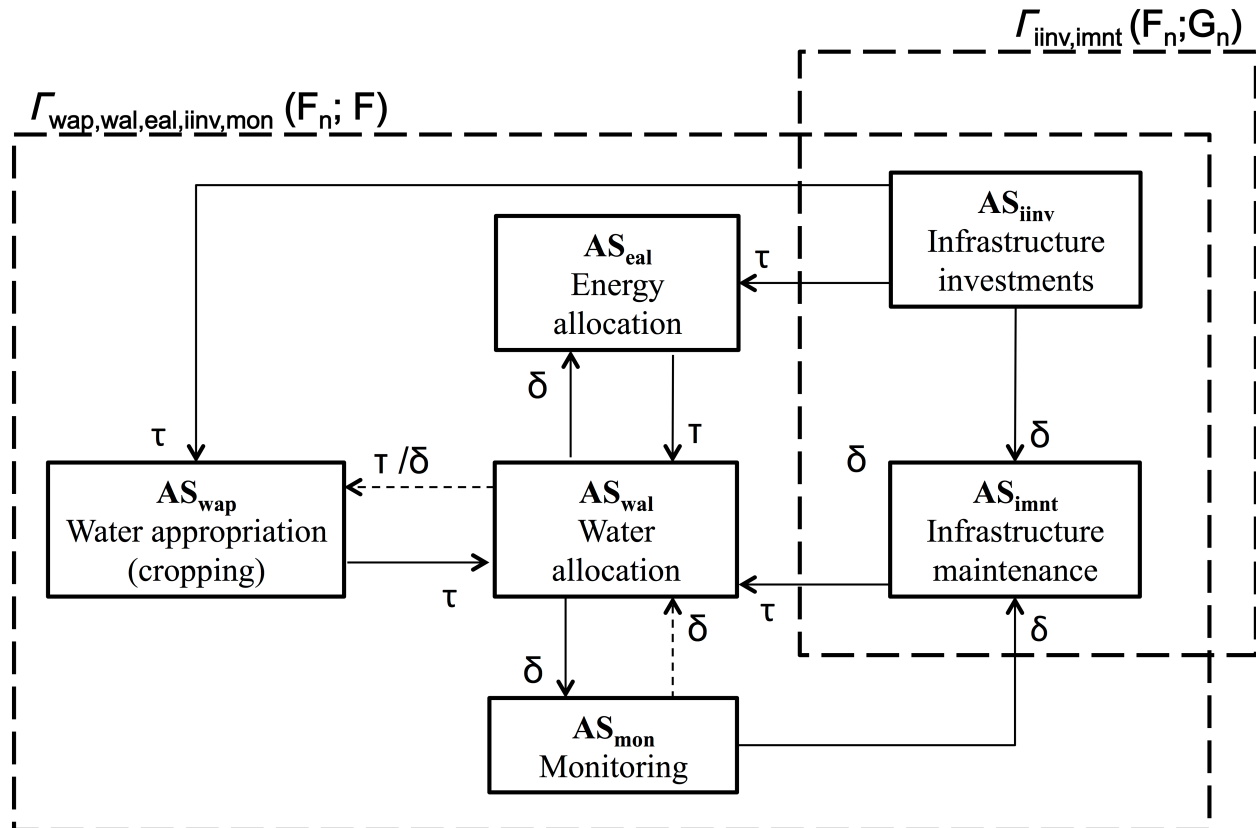 Γiinv,imnt (Fn;Gn)
Γwap,wal,eal,iinv,mon (Fn; F)
ASiinv
Infrastructure
investments
ASeal
Energy
allocation
τ
δ
τ
δ
τ
τ /δ
δ
ASwap
Water appropriation
(cropping)
ASwal
Water
allocation
ASimnt
Infrastructure
maintenance
τ
τ
δ
δ
δ
ASmon
Monitoring